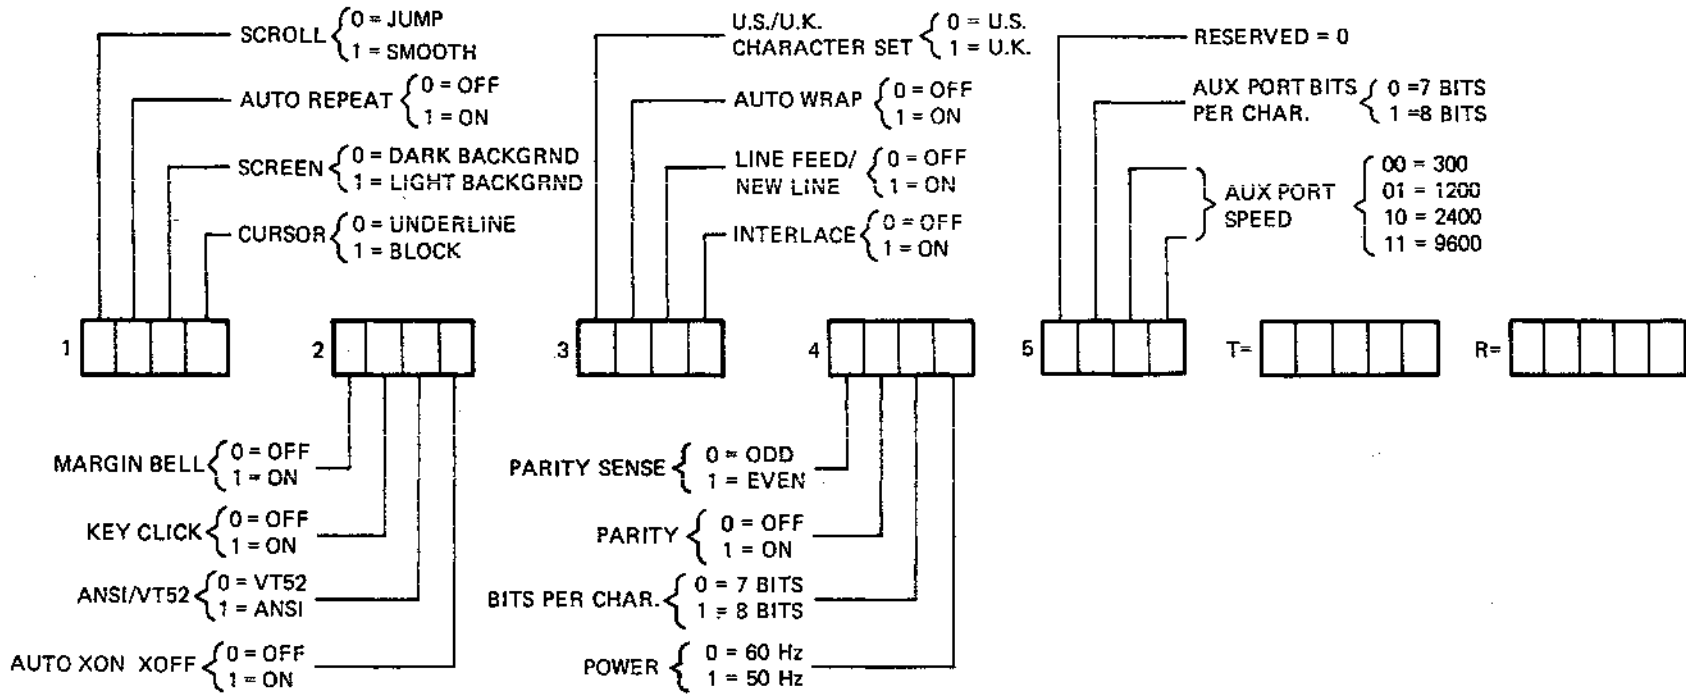 SCROLL 0 = JUMP
1 = SMOOTH
AUTO REPEAT 0 = OFF
1 = ON
SCREEN 0 = DARK BACKGRND
1 = LIGHT BACKGRND
CURSOR 0 = UNDERLINE
1 = BLOCK
U.S./U.K. 0 = U.S.
CHARACTER SET 1 = U.K.
AUTO WRAP 0 = OFF
1 = ON
LINE FEED/ 0 = OFF
NEW LINE 1 = ON
INTERLACE 0 = OFF
1 = ON
RESERVED = 0
AUX PORT BITS 0 =7 BITS
PER CHAR. 1 =8 BITS
AUX PORT
SPEED
00 = 300
01 = 1200
10 = 2400
11 = 9600
1 2 3 4 5 T= R=
MARGIN BELL 0 = OFF
1 = ON
KEY CLICK 0 = OFF
1 = ON
ANSI/VT52 0 = VT52
1 = ANSI
AUTO XON XOFF 0 = OFF
1 = ON
PARITY SENSE 0 = ODD
1 = EVEN
PARITY 0 = OFF
1 = ON
BITS PER CHAR. 0 = 7 BITS
1 = 8 BITS
POWER 0 = 60 Hz
1 = 50 Hz